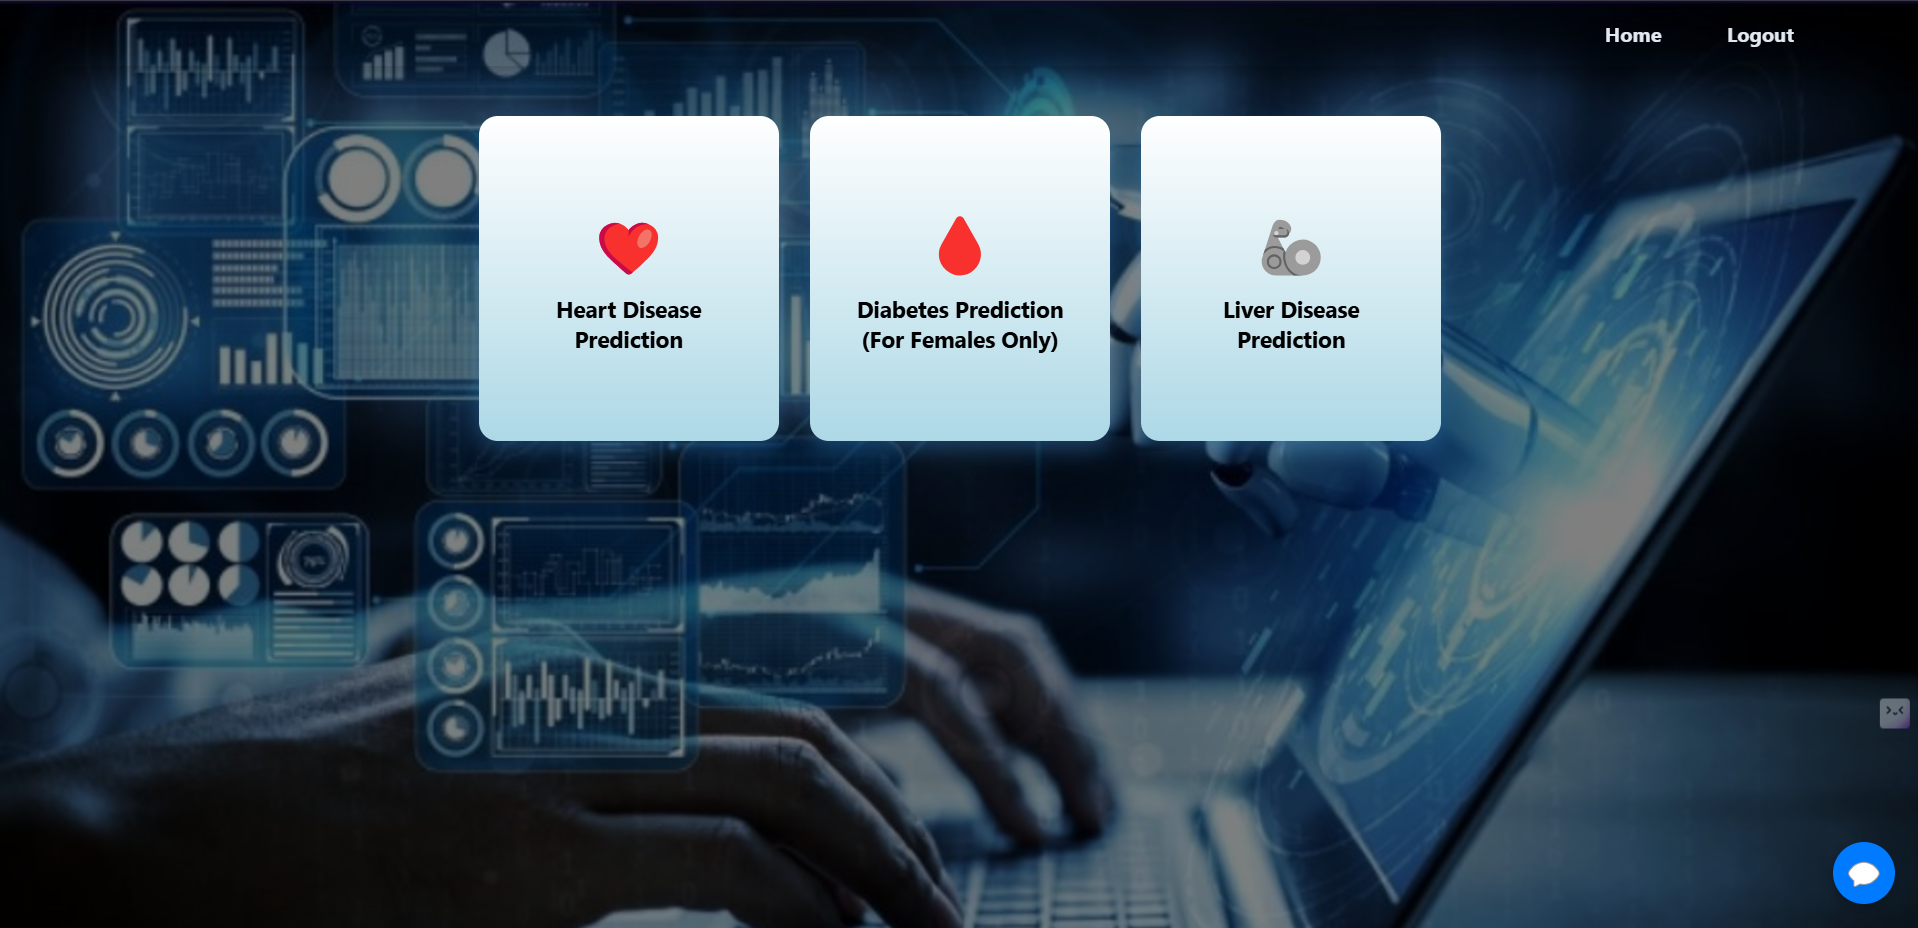 Home Logout
Heart Disease
Prediction
Diabetes Prediction
(For Females Only)
Liver Disease
Prediction